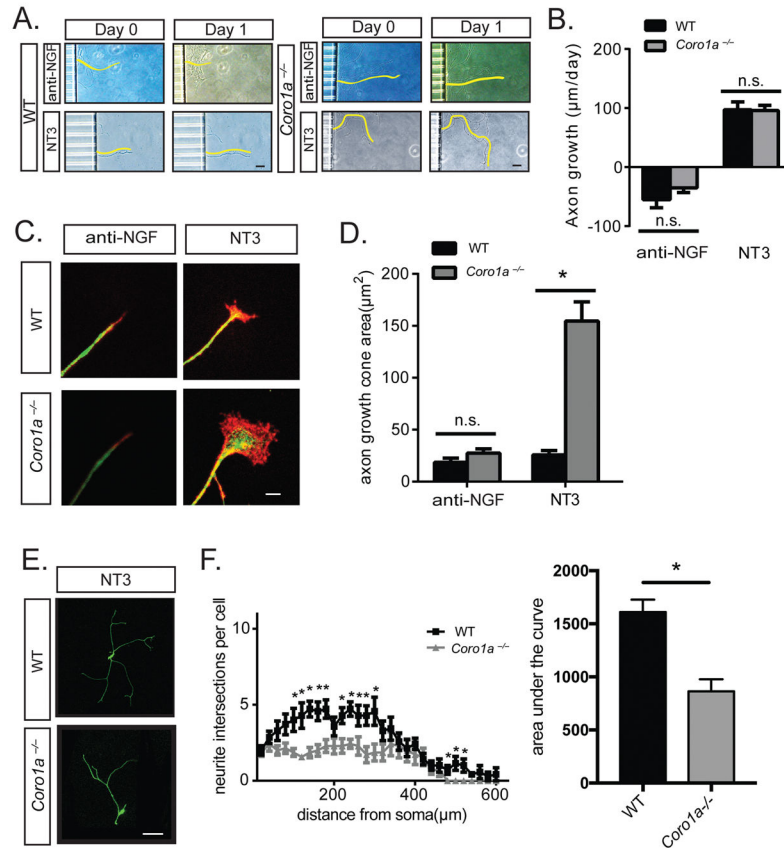 A.
Day 0
Day 1
Day 0
Day 1
WT
anti-NGF
NT3
Coro1a -/-
anti-NGF
NT3
B.
WT
Coro1a -/-
Axon growth (μm/day)
100
0
-100
n.s.
n.s.
anti-NGF
NT3
C.
anti-NGF
NT3
WT
Coro1a -/-
D.
WT
Coro1a -/-
axon growth cone area(μm²)
200
150
100
50
0
n.s.
*
anti-NGF
NT3
E.
NT3
WT
Coro1a -/-
F.
neurite intersections per cell
10
5
0
WT
Coro1a -/-
* * * * * * * * * * * * *
0
200
400
600
distance from soma(μm)
area under the curve
2000
1500
1000
500
0
*
WT
Coro1a-/-